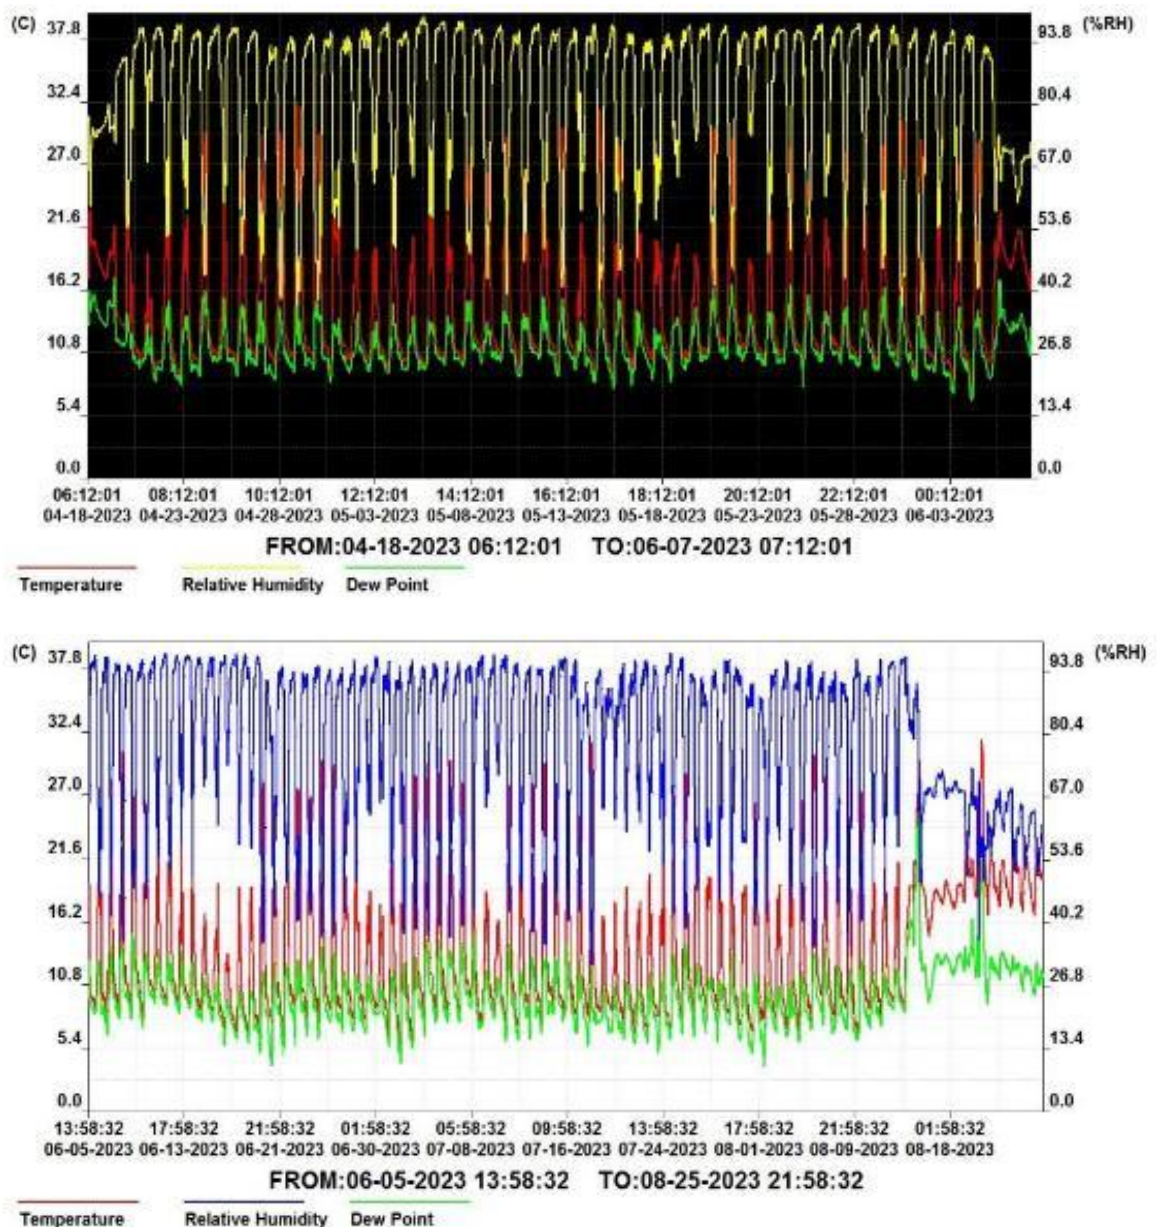 (C) 37.8 93.8 (%RH)
32.4 80.4
27.0 67.0
21.6 53.6
16.2 40.2
10.8 26.8
5.4 13.4
0.0 0.0
06:12:01 08:12:01 10:12:01 12:12:01 14:12:01 16:12:01 18:12:01 20:12:01 22:12:01 00:12:01
04-18-2023 04-23-2023 04-28-2023 05-03-2023 05-08-2023 05-13-2023 05-18-2023 05-23-2023 05-28-2023 06-03-2023
FROM:04-18-2023 06:12:01 TO:06-07-2023 07:12:01
Temperature Relative Humidity Dew Point
(C) 37.8 93.8 (%RH)
32.4 80.4
27.0 67.0
21.6 53.6
16.2 40.2
10.8 26.8
5.4 13.4
0.0 0.0
13:58:32 17:58:32 21:58:32 01:58:32 05:58:32 09:58:32 13:58:32 17:58:32 21:58:32 01:58:32
06-05-2023 06-13-2023 06-21-2023 06-30-2023 07-08-2023 07-16-2023 07-24-2023 08-01-2023 08-09-2023 08-18-2023
FROM:06-05-2023 13:58:32 TO:08-25-2023 21:58:32
Temperature Relative Humidity Dew Point